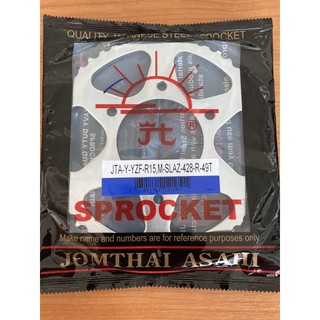 QUALITY JAPANESE STEEL SPROCKET
Jt
JTA-Y-YZF-R15,M-SLAZ-428-R-49T
SPROCKET
Make name and numbers are for reference purposes only
JOMTHAI ASAHI